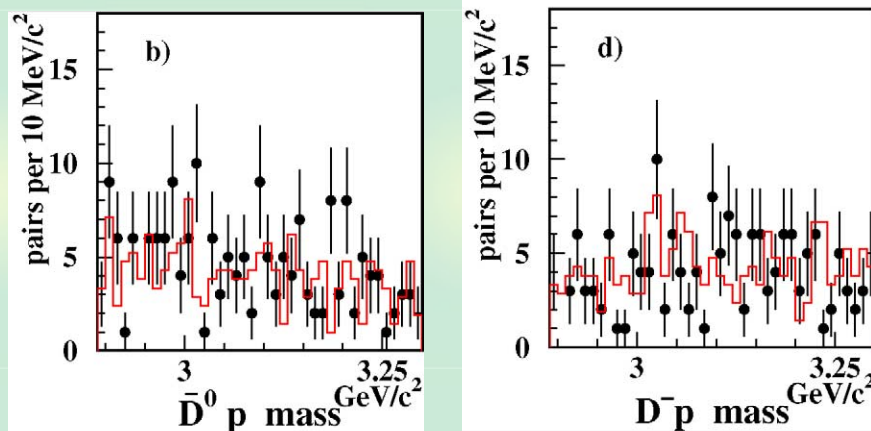 pairs per 10 MeV/c²
b)
15
10
5
0
3
3.25
GeV/c²
D̄⁰ p mass
pairs per 10 MeV/c²
d)
15
10
5
0
3
3.25
GeV/c²
D⁻p mass